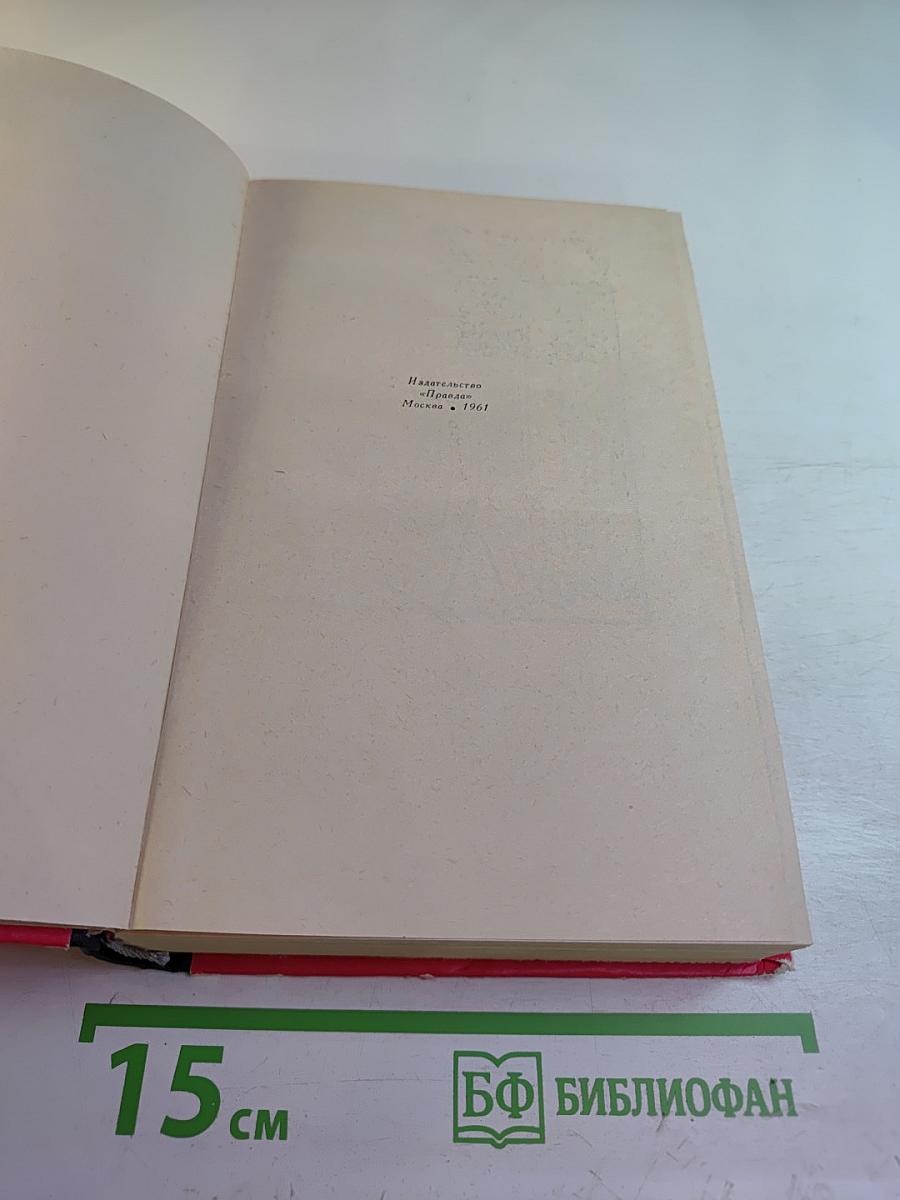 Издательство
«Правда»
Москва • 1961
15 см
БФ БИБЛИОФАН